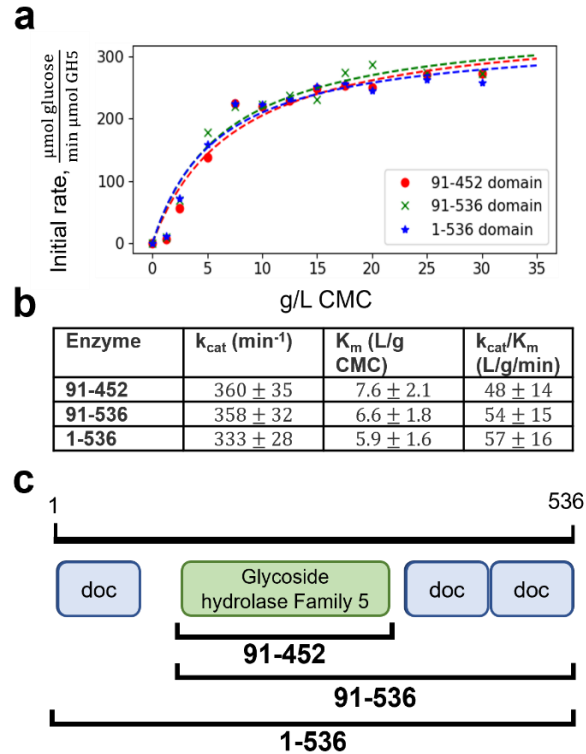 a
Initial rate, μmol glucose / min μmol GH5
300
200
100
0
91-452 domain
91-536 domain
1-536 domain
0 5 10 15 20 25 30 35
g/L CMC
b
Enzyme k_cat (min⁻¹) K_m (L/g CMC) k_cat/K_m (L/g/min)
91-452 360 ± 35 7.6 ± 2.1 48 ± 14
91-536 358 ± 32 6.6 ± 1.8 54 ± 15
1-536 333 ± 28 5.9 ± 1.6 57 ± 16
c
1 536
doc Glycoside hydrolase Family 5 doc doc
91-452
91-536
1-536